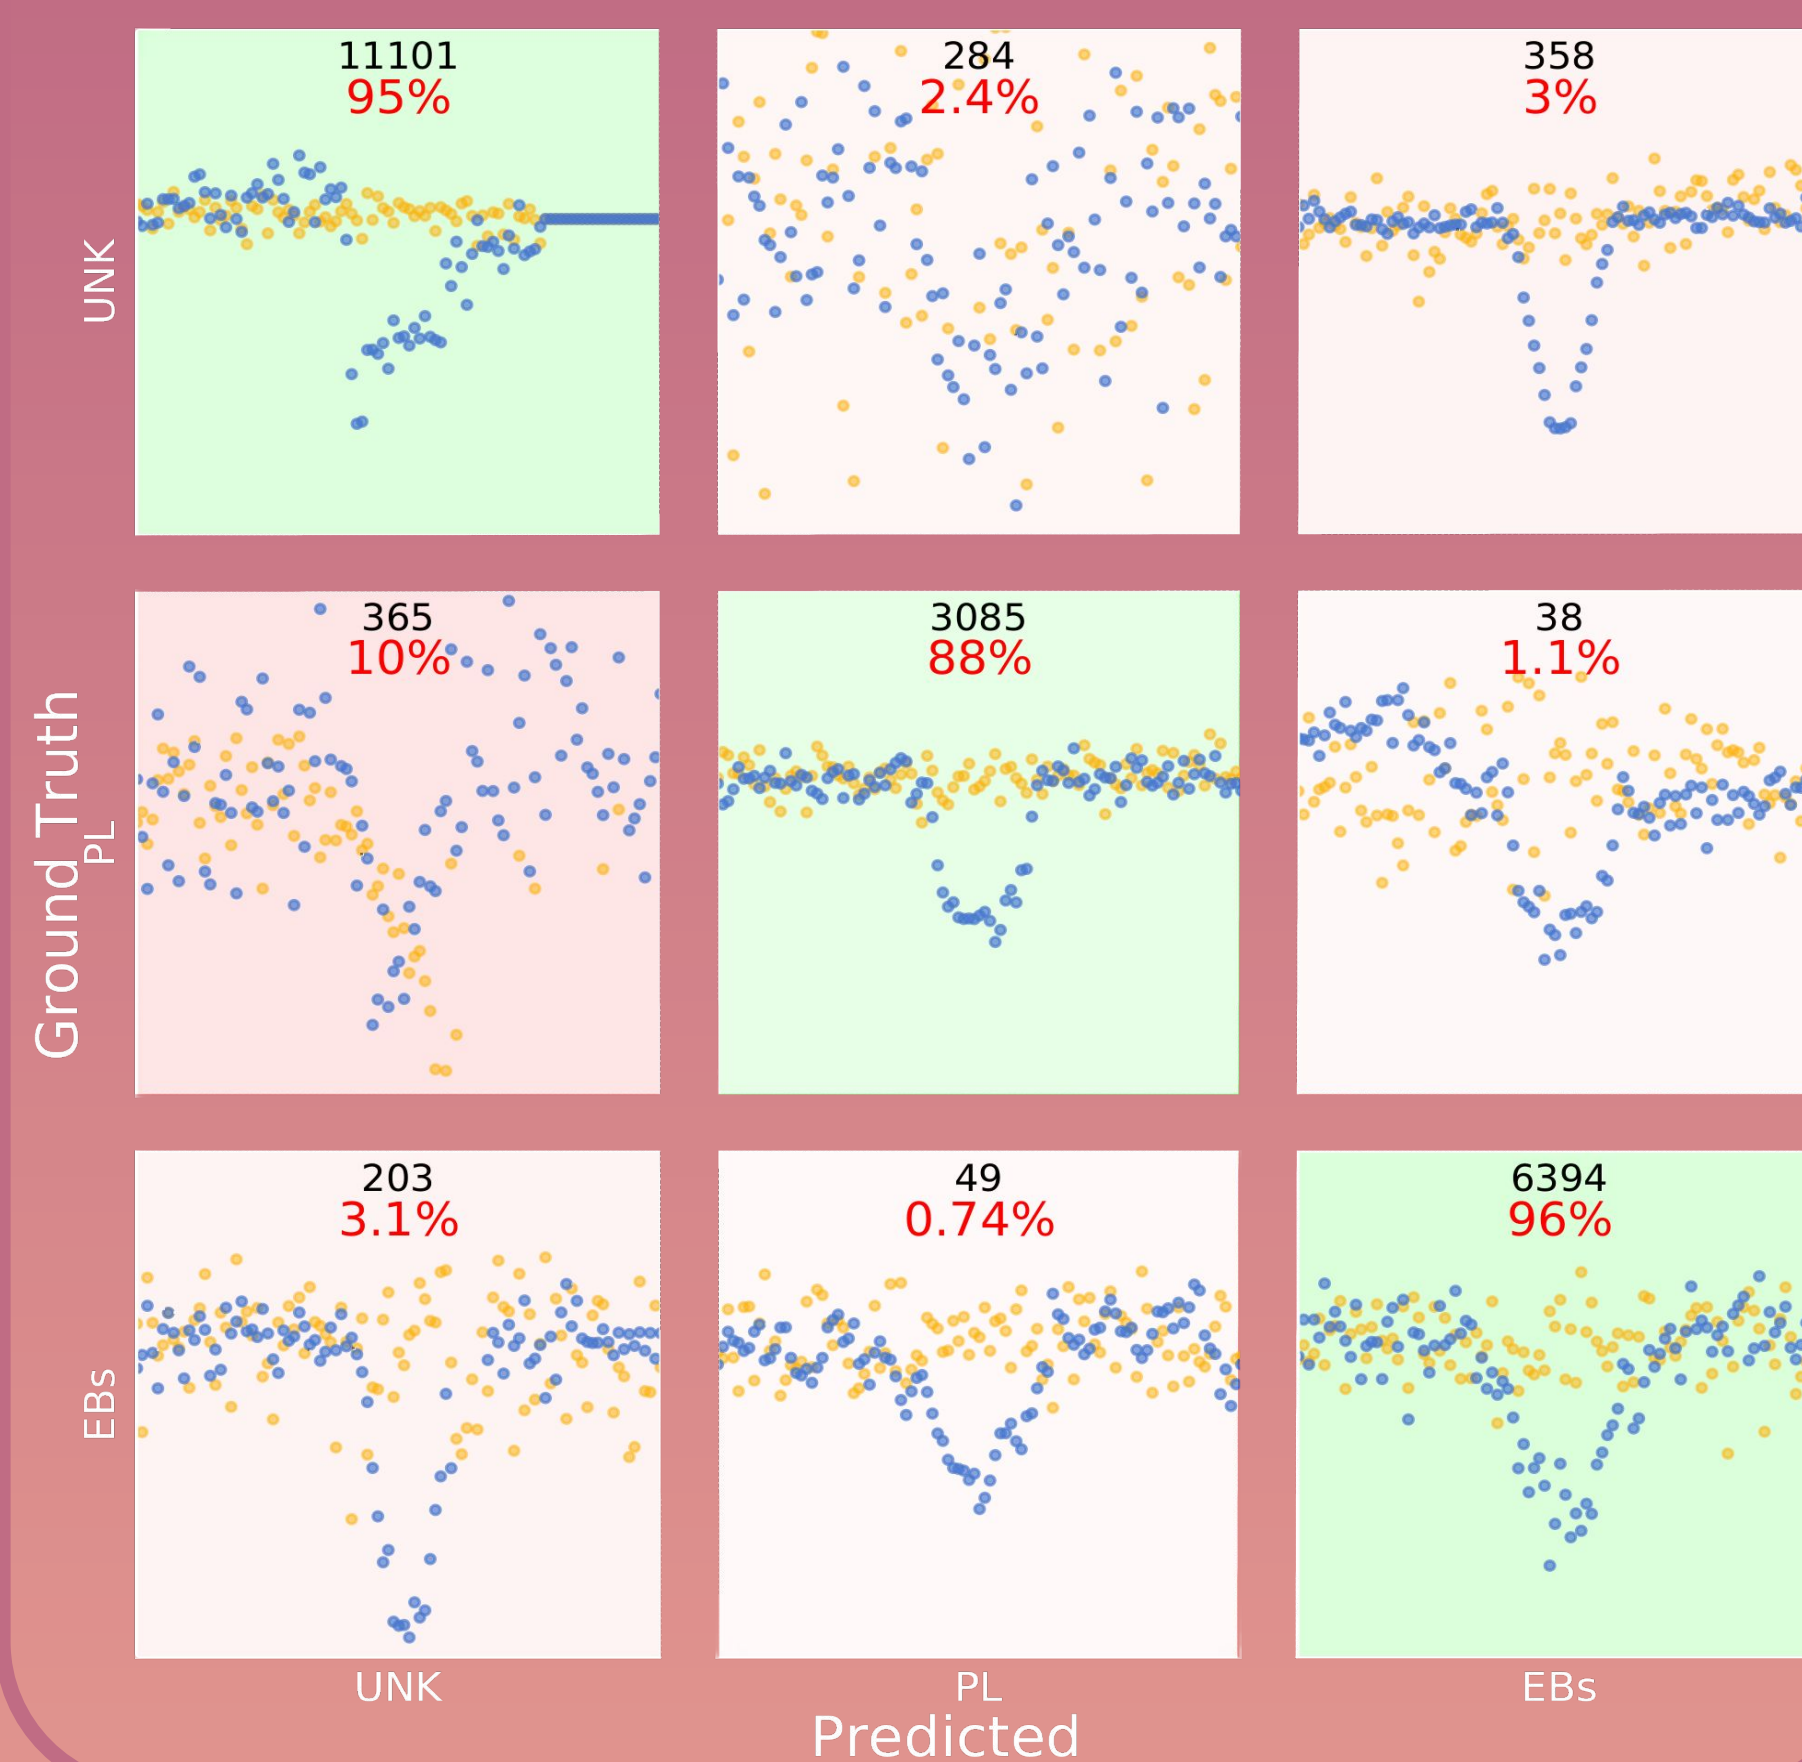 11101
95%
284
2.4%
358
3%
UNK
365
10%
3085
88%
38
1.1%
Ground Truth
PL
203
3.1%
49
0.74%
6394
96%
EBs
UNK
PL
EBs
Predicted